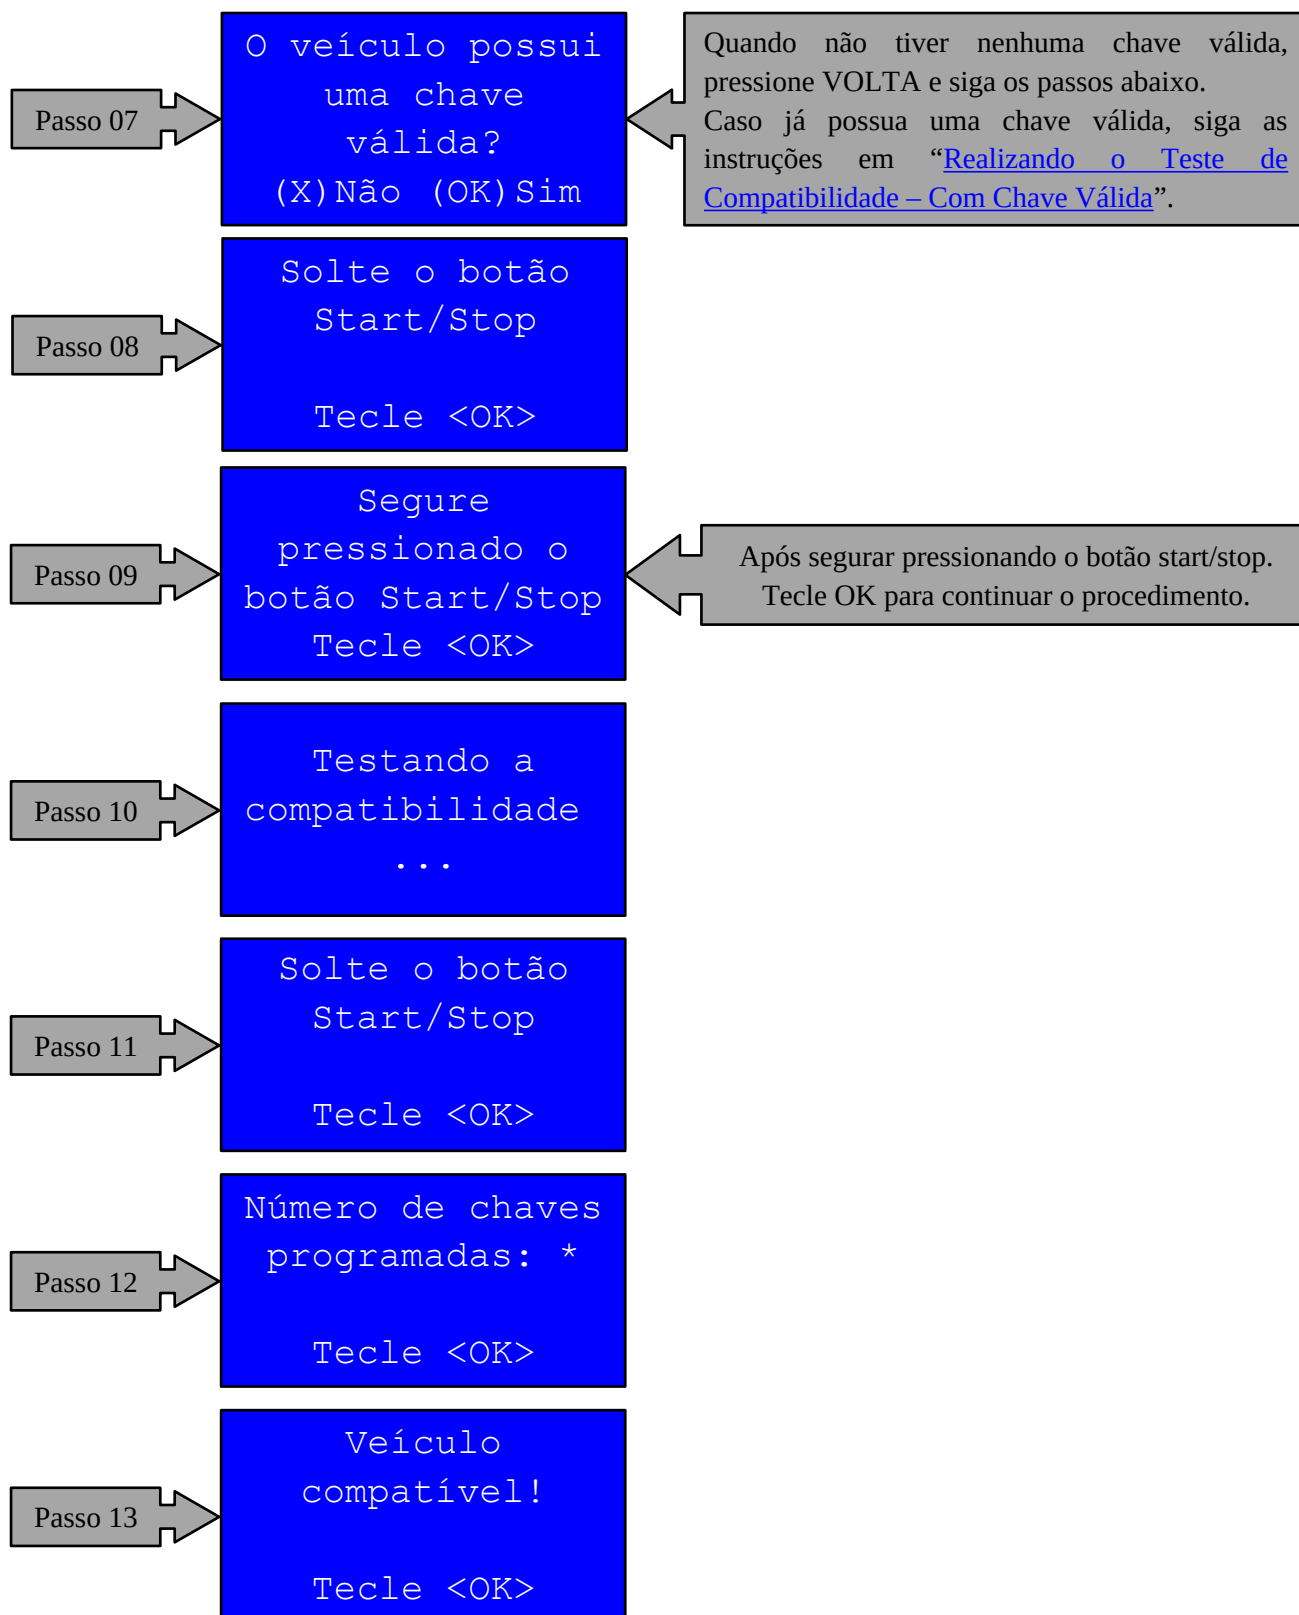 Passo 07
O veículo possui
uma chave
válida?
(X)Não (OK)Sim
Quando não tiver nenhuma chave válida,
pressione VOLTA e siga os passos abaixo.
Caso já possua uma chave válida, siga as
instruções em “Realizando o Teste de
Compatibilidade – Com Chave Válida”.
Passo 08
Solte o botão
Start/Stop
Tecle <OK>
Passo 09
Segure
pressionado o
botão Start/Stop
Tecle <OK>
Após segurar pressionando o botão start/stop.
Tecle OK para continuar o procedimento.
Passo 10
Testando a
compatibilidade
...
Passo 11
Solte o botão
Start/Stop
Tecle <OK>
Passo 12
Número de chaves
programadas: *
Tecle <OK>
Passo 13
Veículo
compatível!
Tecle <OK>